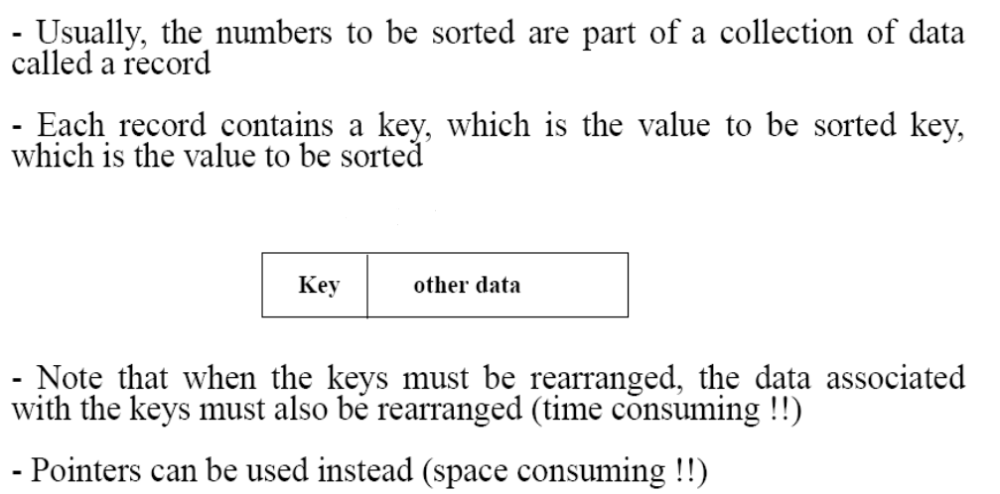 - Usually, the numbers to be sorted are part of a collection of data
called a record
- Each record contains a key, which is the value to be sorted key,
which is the value to be sorted
Key other data
- Note that when the keys must be rearranged, the data associated
with the keys must also be rearranged (time consuming !!)
- Pointers can be used instead (space consuming !!)